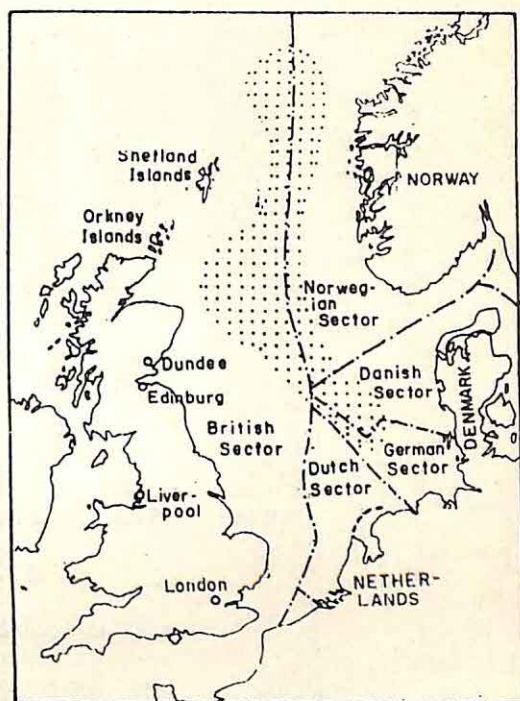 Shetland
Islands
Orkney
Islands
NORWAY
Norweg-
ian
Sector
Dundee
Edinburg
British
Sector
Danish
Sector
DENMARK
German
Sector
Dutch
Sector
Liver-
pool
London
NETHER-
LANDS